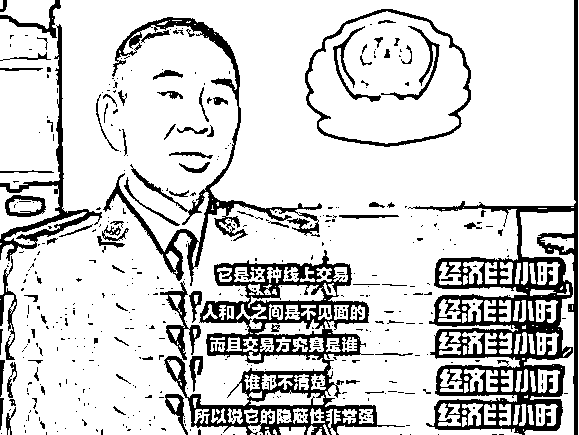 它是这种线上交易 经济半小时
人和人之间是不见面的 经济半小时
而且交易方究竟是谁 经济半小时
谁都不清楚 经济半小时
所以说它的隐蔽性非常强 经济半小时